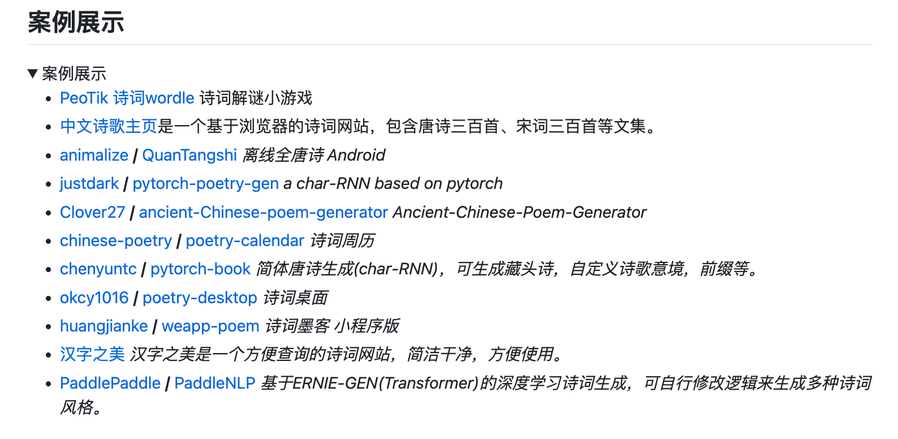 案例展示
▼ 案例展示
• PeoTik 诗词wordle 诗词解谜小游戏
• 中文诗歌主页是一个基于浏览器的诗词网站，包含唐诗三百首、宋词三百首等文集。
• animalize / QuanTangshi 离线全唐诗 Android
• justdark / pytorch-poetry-gen a char-RNN based on pytorch
• Clover27 / ancient-Chinese-poem-generator Ancient-Chinese-Poem-Generator
• chinese-poetry / poetry-calendar 诗词周历
• chenyuntc / pytorch-book 简体唐诗生成(char-RNN)，可生成藏头诗，自定义诗歌意境，前缀等。
• okcy1016 / poetry-desktop 诗词桌面
• huangjianke / weapp-poem 诗词墨客 小程序版
• 汉字之美 汉字之美是一个方便查询的诗词网站，简洁干净，方便使用。
• PaddlePaddle / PaddleNLP 基于ERNIE-GEN(Transformer)的深度学习诗词生成，可自行修改逻辑来生成多种诗词
风格。